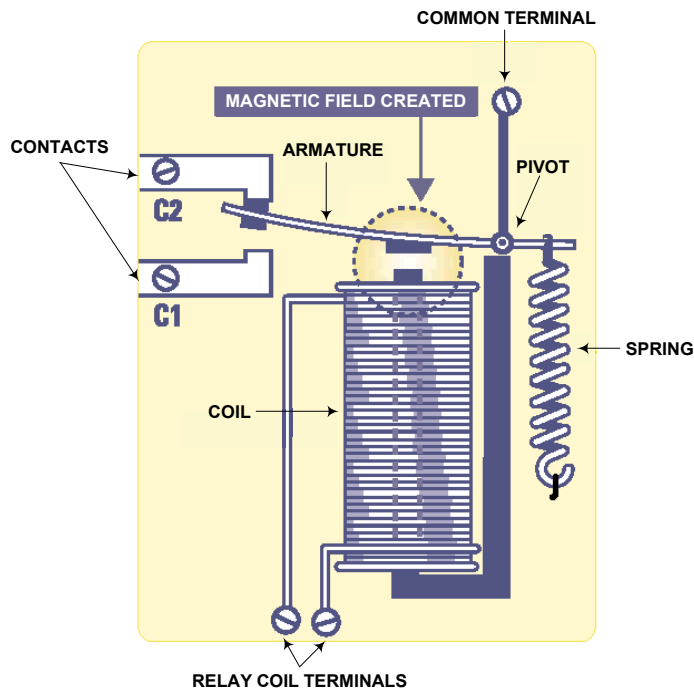 COMMON TERMINAL
MAGNETIC FIELD CREATED
CONTACTS
ARMATURE
PIVOT
C2
C1
SPRING
COIL
RELAY COIL TERMINALS